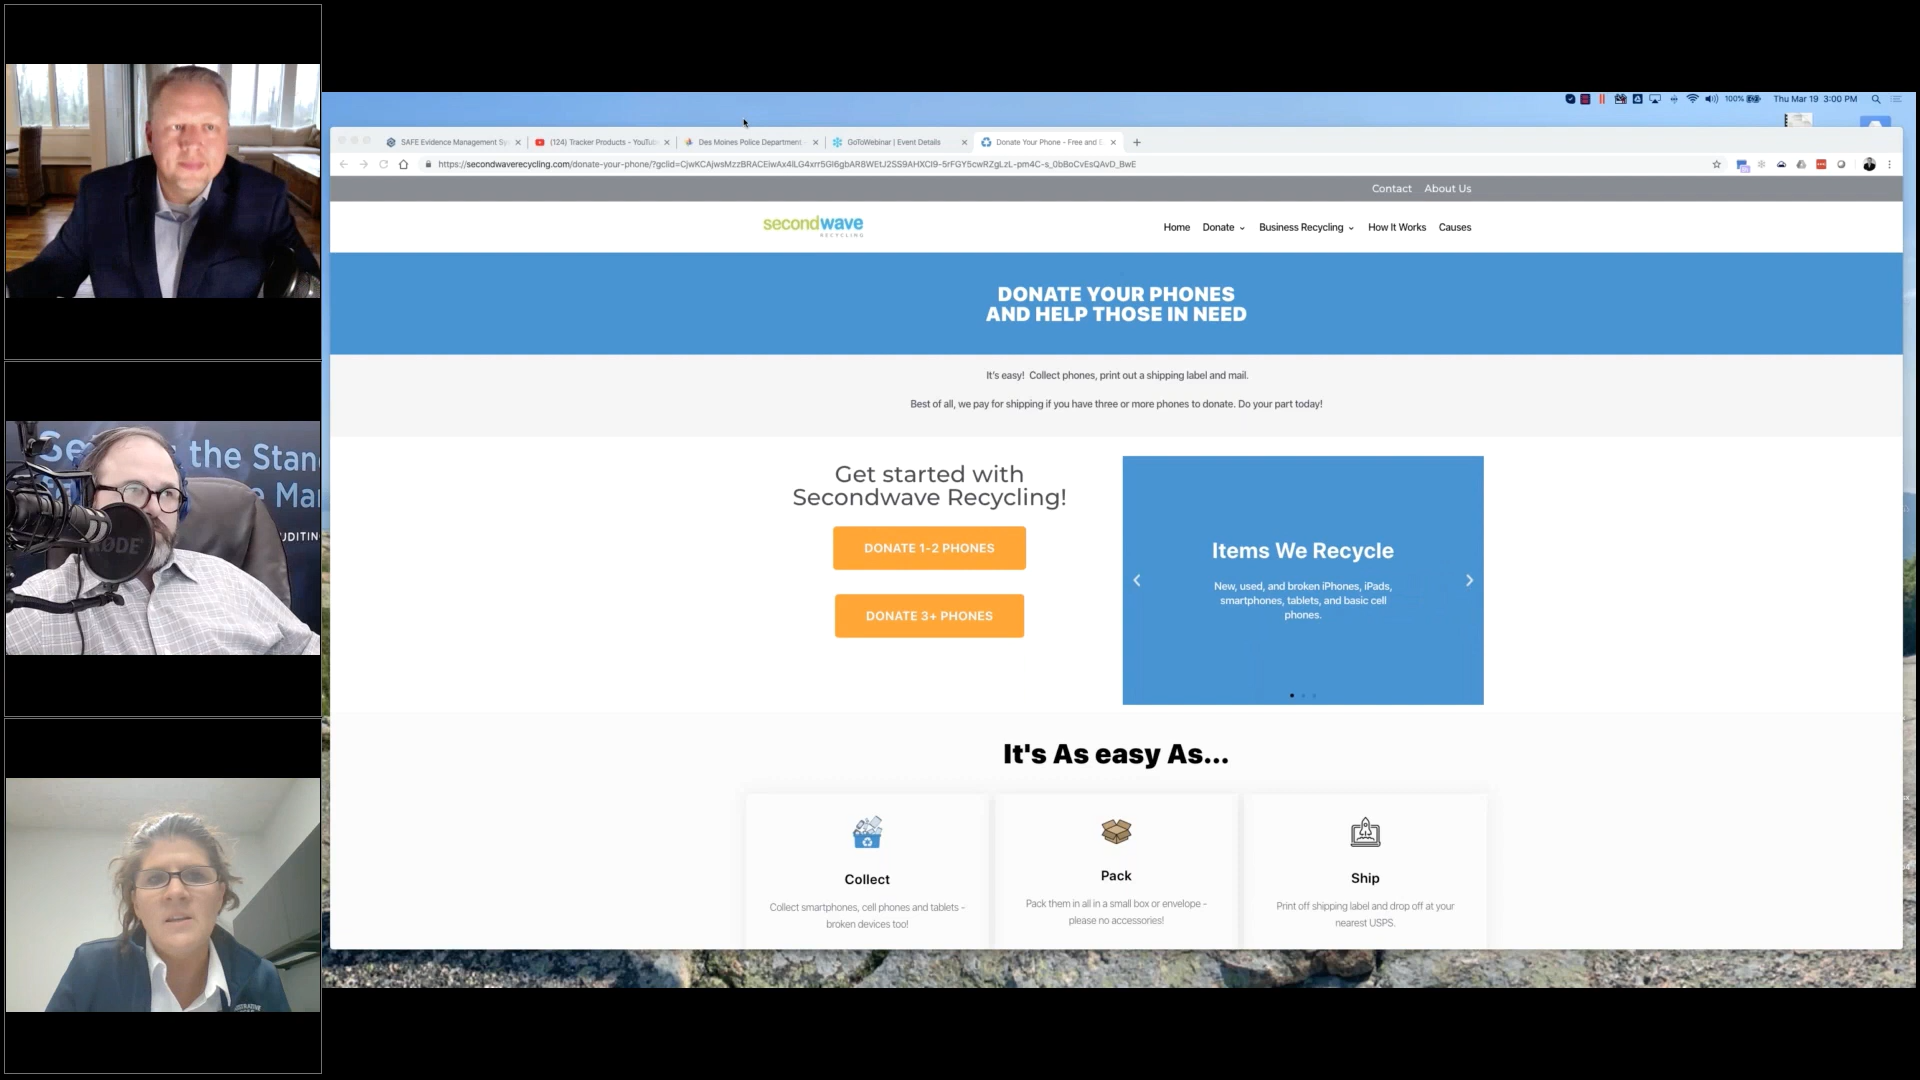 100%
Thu Mar 19 3:00 PM
SAFE Evidence Management Sy
(124) Tracker Products - YouTub
Des Moines Police Department
GoToWebinar | Event Details
Donate Your Phone - Free and E
Contact About Us
secondwave
RECYCLING
Home Donate Business Recycling How It Works Causes
DONATE YOUR PHONES
AND HELP THOSE IN NEED
It's easy! Collect phones, print out a shipping label and mail.
Best of all, we pay for shipping if you have three or more phones to donate. Do your part today!
Get started with
Secondwave Recycling!
DONATE 1-2 PHONES
DONATE 3+ PHONES
Items We Recycle
New, used, and broken iPhones, iPads,
smartphones, tablets, and basic cell
phones.
It's As easy As...
Collect
Collect smartphones, cell phones and tablets -
broken devices too!
Pack
Pack them in all in a small box or envelope -
please no accessories!
Ship
Print off shipping label and drop off at your
nearest USPS.
the Stan
Ma
UDITING
RØDE